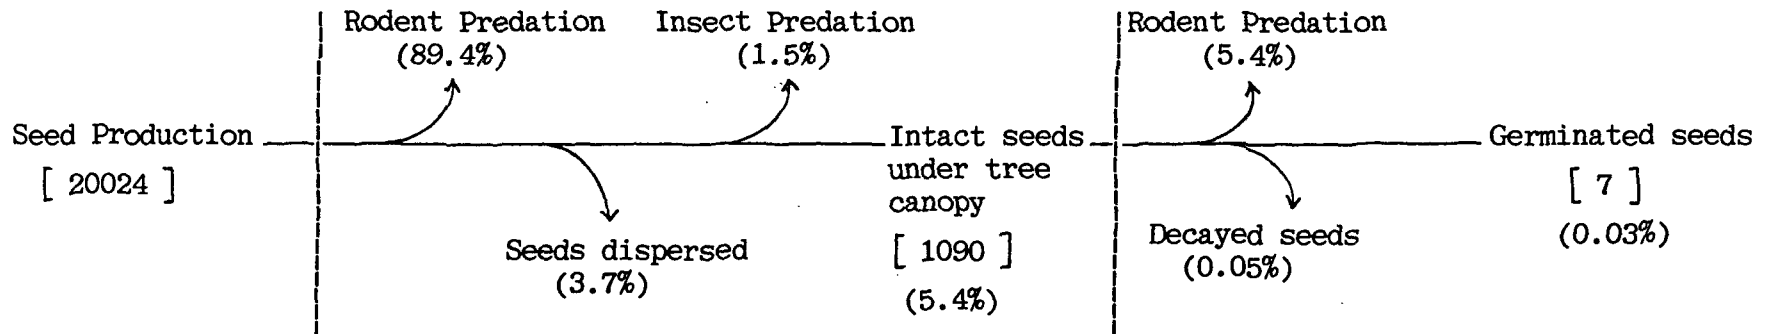 Rodent Predation
(89.4%)
Insect Predation
(1.5%)
Rodent Predation
(5.4%)
Seed Production
[ 20024 ]
Seeds dispersed
(3.7%)
Intact seeds
under tree
canopy
[ 1090 ]
(5.4%)
Decayed seeds
(0.05%)
Germinated seeds
[ 7 ]
(0.03%)